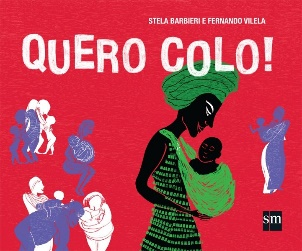 STELA BARBIERI E FERNANDO VILELA
QUERO COLO!
sm